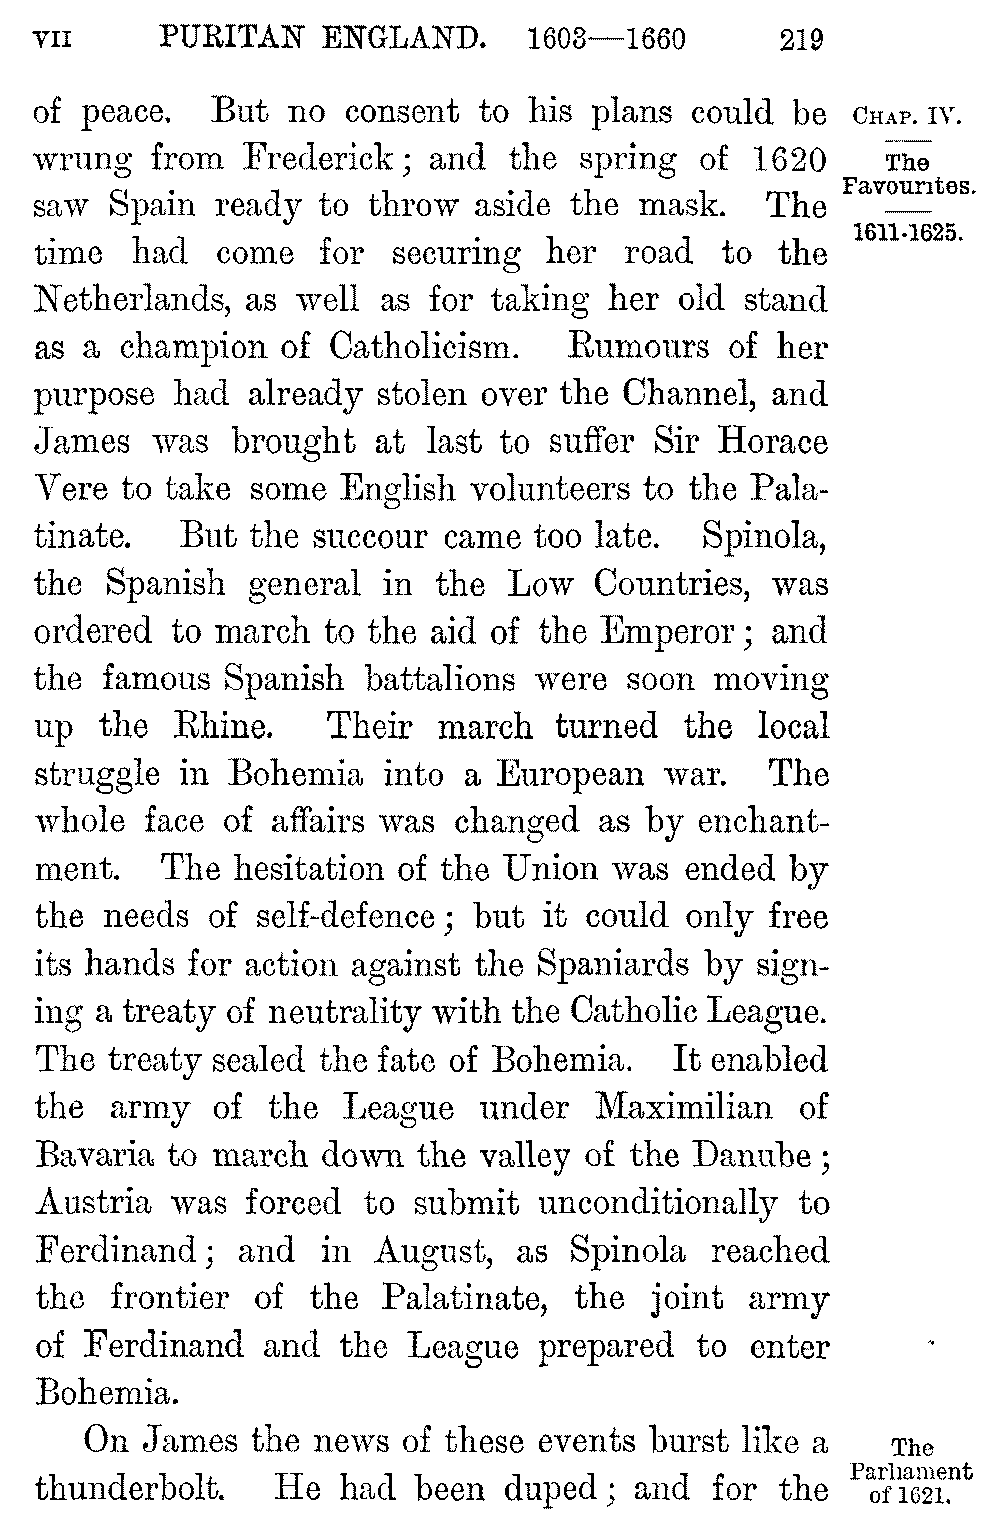 VII PURITAN ENGLAND. 1603—1660 219
of peace. But no consent to his plans could be
wrung from Frederick; and the spring of 1620
saw Spain ready to throw aside the mask. The
time had come for securing her road to the
Netherlands, as well as for taking her old stand
as a champion of Catholicism. Rumours of her
purpose had already stolen over the Channel, and
James was brought at last to suffer Sir Horace
Vere to take some English volunteers to the Pala-
tinate. But the succour came too late. Spinola,
the Spanish general in the Low Countries, was
ordered to march to the aid of the Emperor; and
the famous Spanish battalions were soon moving
up the Rhine. Their march turned the local
struggle in Bohemia into a European war. The
whole face of affairs was changed as by enchant-
ment. The hesitation of the Union was ended by
the needs of self-defence; but it could only free
its hands for action against the Spaniards by sign-
ing a treaty of neutrality with the Catholic League.
The treaty sealed the fate of Bohemia. It enabled
the army of the League under Maximilian of
Bavaria to march down the valley of the Danube;
Austria was forced to submit unconditionally to
Ferdinand; and in August, as Spinola reached
the frontier of the Palatinate, the joint army
of Ferdinand and the League prepared to enter
Bohemia.
On James the news of these events burst like a
thunderbolt. He had been duped; and for the
CHAP. IV.
The
Favourites.
1611-1625.
The
Parliament
of 1621.